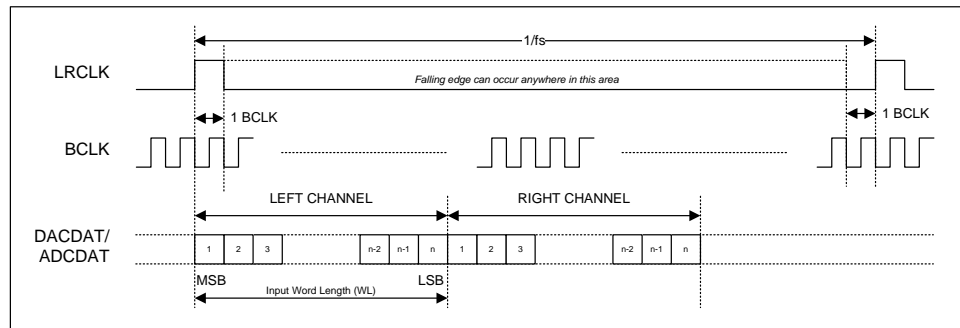 1/fs
LRCLK
Falling edge can occur anywhere in this area
1 BCLK
1 BCLK
BCLK
LEFT CHANNEL
RIGHT CHANNEL
DACDAT/
ADCDAT
1 2 3 n-2 n-1 n 1 2 3 n-2 n-1 n
MSB
LSB
Input Word Length (WL)